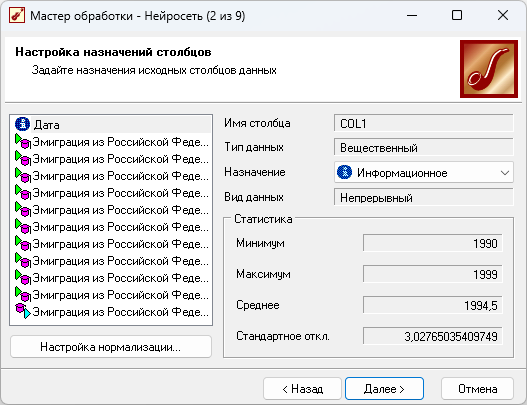 Мастер обработки - Нейросеть (2 из 9)
Настройка назначений столбцов
Задайте назначения исходных столбцов данных
Дата
Эмиграция из Российской Феде...
Эмиграция из Российской Феде...
Эмиграция из Российской Феде...
Эмиграция из Российской Феде...
Эмиграция из Российской Феде...
Эмиграция из Российской Феде...
Эмиграция из Российской Феде...
Эмиграция из Российской Феде...
Эмиграция из Российской Феде...
Эмиграция из Российской Феде...
Эмиграция из Российской Феде...
Настройка нормализации...
Имя столбца COL1
Тип данных Вещественный
Назначение Информационное
Вид данных Непрерывный
Статистика
Минимум 1990
Максимум 1999
Среднее 1994,5
Стандартное откл. 3,02765035409749
< Назад Далее > Отмена